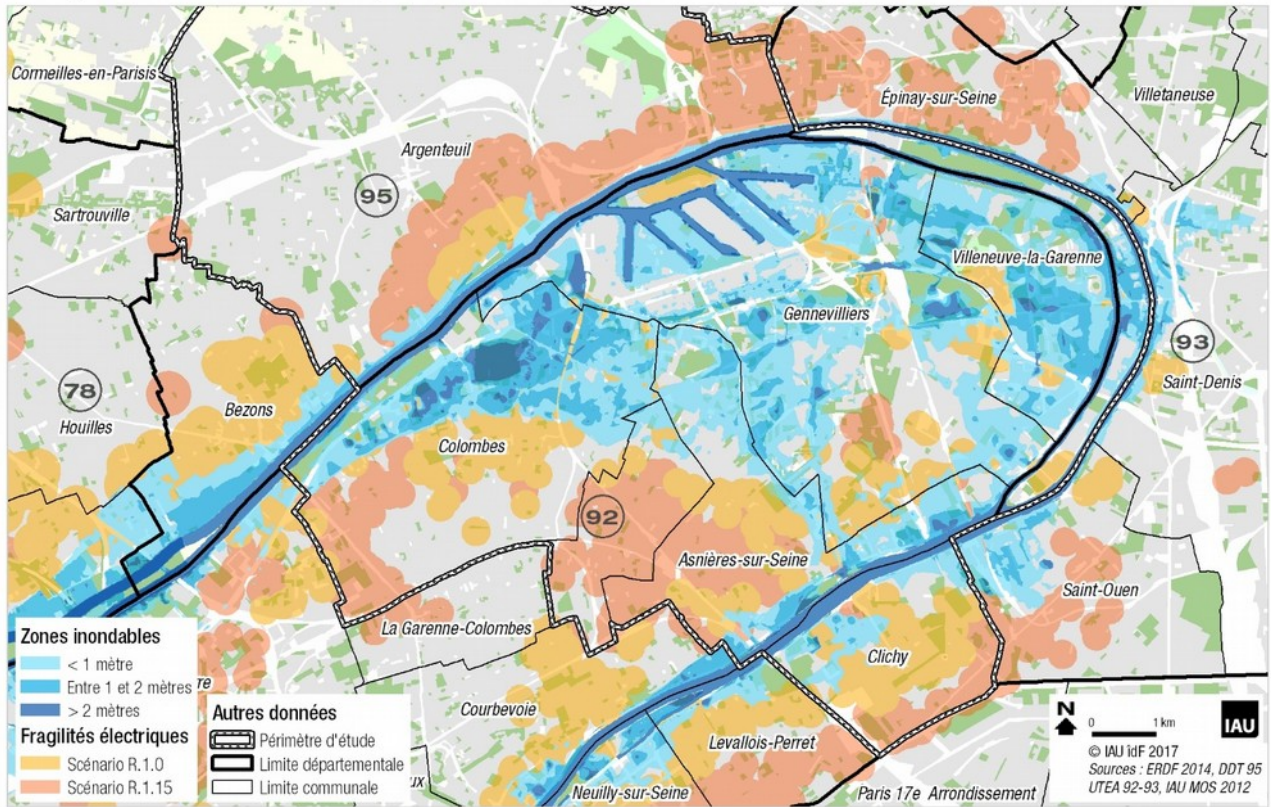 Cormeilles-en-Parisis
Épinay-sur-Seine
Villetaneuse
Argenteuil
95
Sartrouville
Villeneuve-la-Garenne
Gennevilliers
93
Saint-Denis
78
Houilles
Bezons
Colombes
92
Asnières-sur-Seine
Saint-Ouen
La Garenne-Colombes
Clichy
Courbevoie
Levallois-Perret
Neuilly-sur-Seine
Paris 17e Arrondissement
Zones inondables
< 1 mètre
Entre 1 et 2 mètres
> 2 mètres
Fragilités électriques
Scénario R.1.0
Scénario R.1.15
Autres données
Périmètre d'étude
Limite départementale
Limite communale
N
0 1 km
IAU
© IAU îdF 2017
Sources : ERDF 2014, DDT 95
UTEA 92-93, IAU MOS 2012